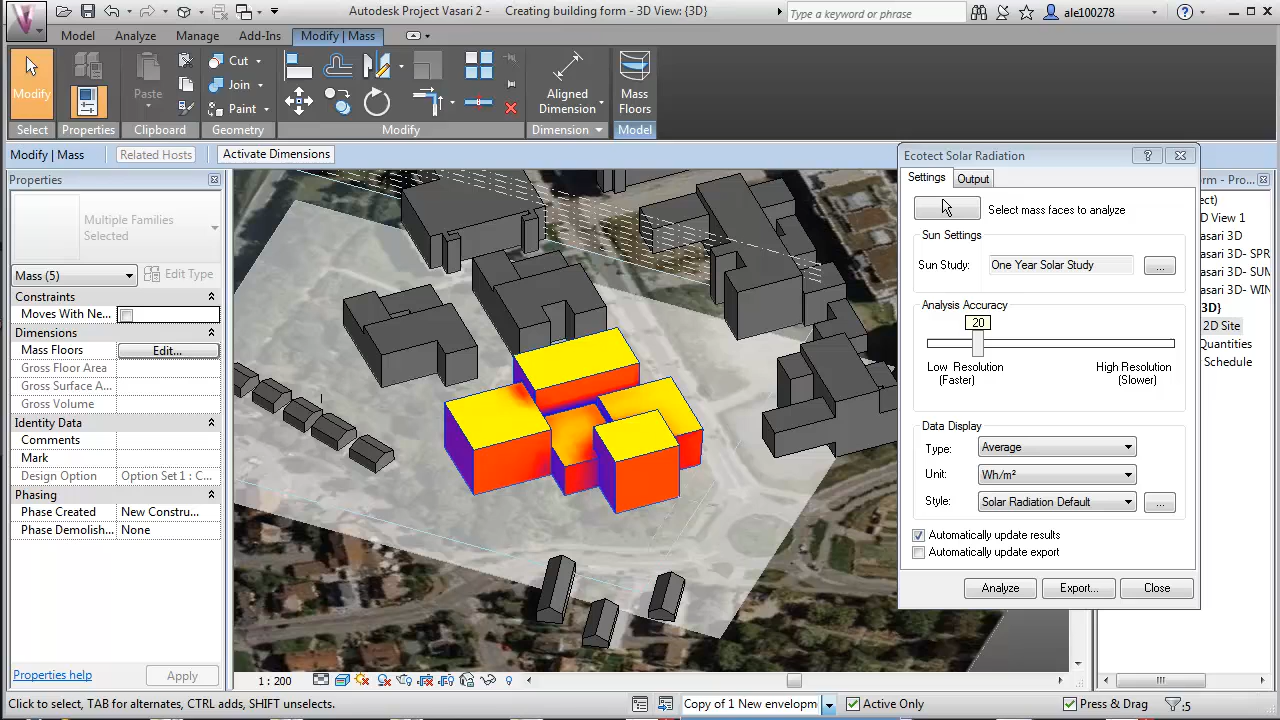 Autodesk Project Vasari 2 - Creating building form - 3D View: {3D}
Type a keyword or phrase
ale100278
Model Analyze Manage Add-Ins Modify | Mass
Modify
Paste
Cut
Join
Paint
Aligned
Dimension
Mass
Floors
Select Properties Clipboard Geometry Modify Dimension Model
Modify | Mass Related Hosts Activate Dimensions
Properties
Multiple Families
Selected
Mass (5) Edit Type
Constraints
Moves With Ne...
Dimensions
Mass Floors Edit...
Gross Floor Area
Gross Surface A...
Gross Volume
Identity Data
Comments
Mark
Design Option Option Set 1 : C...
Phasing
Phase Created New Constru...
Phase Demolish... None
Properties help Apply
Ecotect Solar Radiation
Settings Output
Select mass faces to analyze
Sun Settings
Sun Study: One Year Solar Study ...
Analysis Accuracy
20
Low Resolution
(Faster)
High Resolution
(Slower)
Data Display
Type: Average
Unit: Wh/m²
Style: Solar Radiation Default ...
Automatically update results
Automatically update export
Analyze Export... Close
rm - Pro...
ect)
D View 1
asari 3D
asari 3D- SPR
asari 3D- SUM
asari 3D- WIN
3D}
2D Site
Quantities
Schedule
1 : 200
Click to select, TAB for alternates, CTRL adds, SHIFT unselects.
Copy of 1 New envelopm
Active Only
Press & Drag
:5